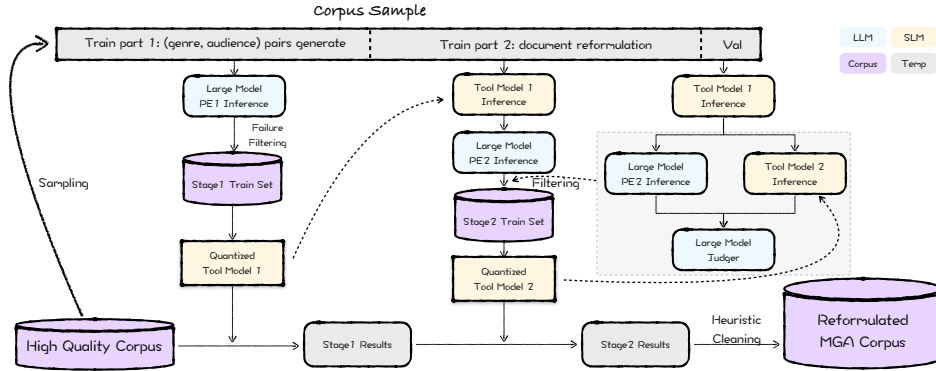 Corpus Sample
Train part 1: (genre, audience) pairs generate
Train part 2: document reformulation
Val
LLM
SLM
Corpus
Temp
Large Model
PE1 Inference
Tool Model 1
Inference
Tool Model 1
Inference
Failure
Filtering
Large Model
PE2 Inference
Large Model
PE2 Inference
Tool Model 2
Inference
Sampling
Stage1 Train Set
Filtering
Stage2 Train Set
Large Model
Judger
Quantized
Tool Model 1
Quantized
Tool Model 2
High Quality Corpus
Stage1 Results
Stage2 Results
Heuristic
Cleaning
Reformulated
MGA Corpus